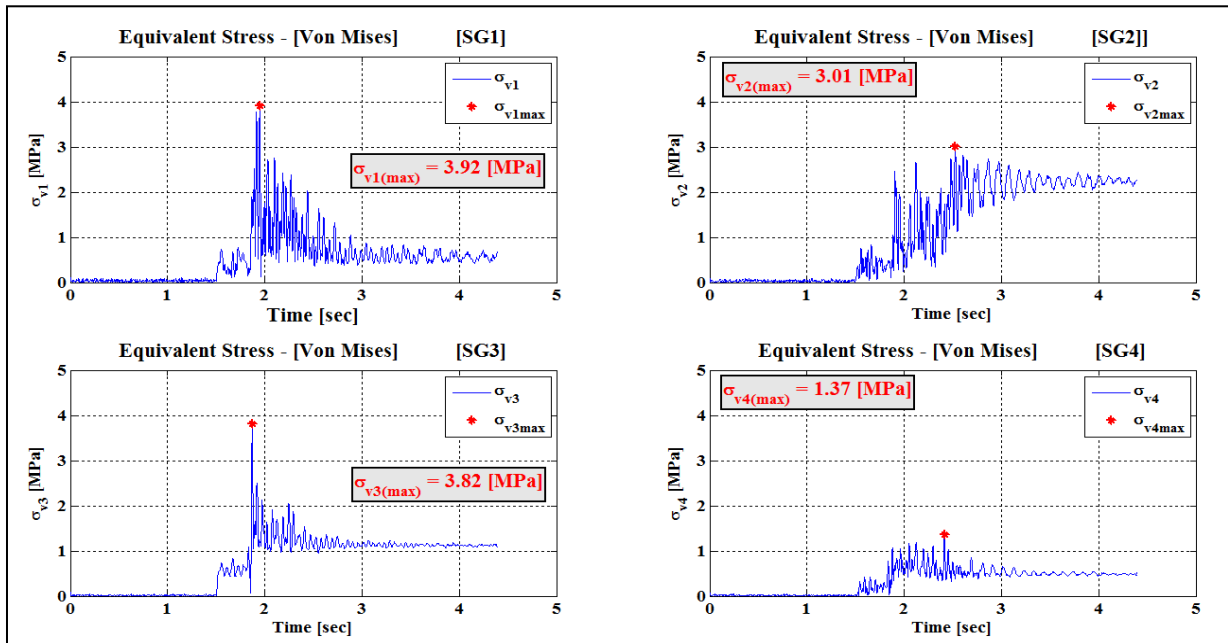 Equivalent Stress - [Von Mises] [SG1]
5
4
3
2
1
0
σv1 [MPa]
σv1
σv1max
σv1(max) = 3.92 [MPa]
0 1 2 3 4 5
Time [sec]
Equivalent Stress - [Von Mises] [SG2]]
5
4
3
2
1
0
σv2 [MPa]
σv2(max) = 3.01 [MPa]
σv2
σv2max
0 1 2 3 4 5
Time [sec]
Equivalent Stress - [Von Mises] [SG3]
5
4
3
2
1
0
σv3 [MPa]
σv3
σv3max
σv3(max) = 3.82 [MPa]
0 1 2 3 4 5
Time [sec]
Equivalent Stress - [Von Mises] [SG4]
5
4
3
2
1
0
σv4 [MPa]
σv4(max) = 1.37 [MPa]
σv4
σv4max
0 1 2 3 4 5
Time [sec]